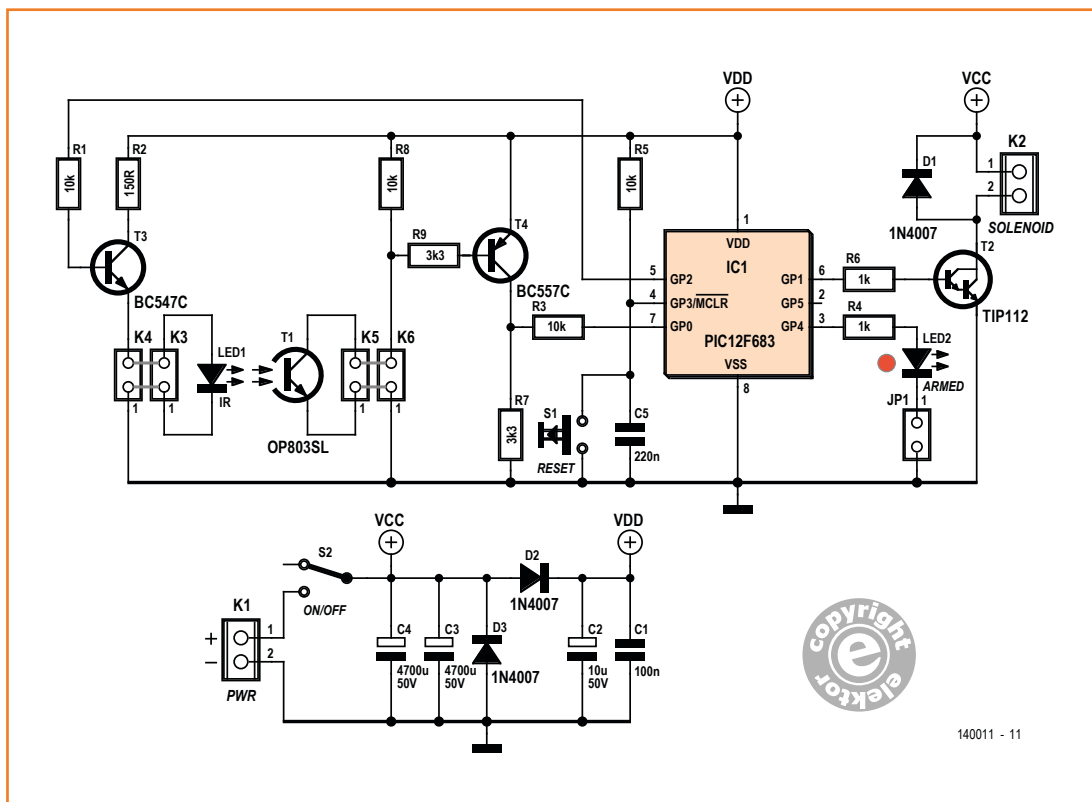 VDD
VCC
R1
10k
R2
150R
R8
10k
R5
10k
D1
1N4007
K2
1
2
SOLENOID
T3
BC547C
R9
3k3
T4
BC557C
R3
10k
1
VDD
IC1
PIC12F683
VSS
8
5
GP2
4
GP3/MCLR
7
GP0
GP1
6
GP5
2
GP4
3
R6
1k
R4
1k
T2
TIP112
K4
K3
1
1
LED1
IR
T1
OP803SL
K5
K6
1
1
R7
3k3
S1
RESET
C5
220n
LED2
ARMED
JP1
1
VCC
VDD
S2
ON/OFF
K1
+
1
–
2
PWR
C4
4700u
50V
C3
4700u
50V
D3
1N4007
D2
1N4007
C2
10u
50V
C1
100n
copyright
e
elektor
140011 - 11